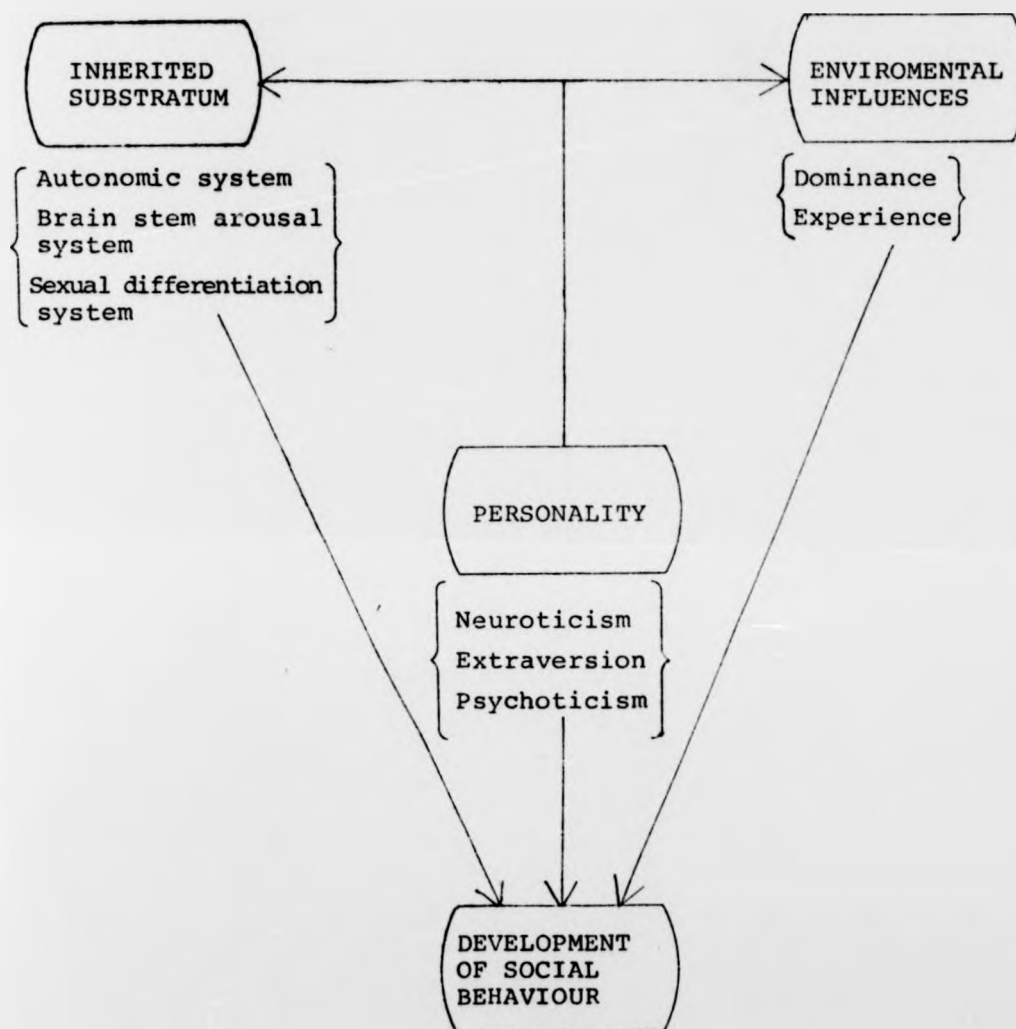 INHERITED
SUBSTRATUM
ENVIROMENTAL
INFLUENCES
Autonomic system
Brain stem arousal
system
Sexual differentiation
system
Dominance
Experience
PERSONALITY
Neuroticism
Extraversion
Psychoticism
DEVELOPMENT
OF SOCIAL
BEHAVIOUR